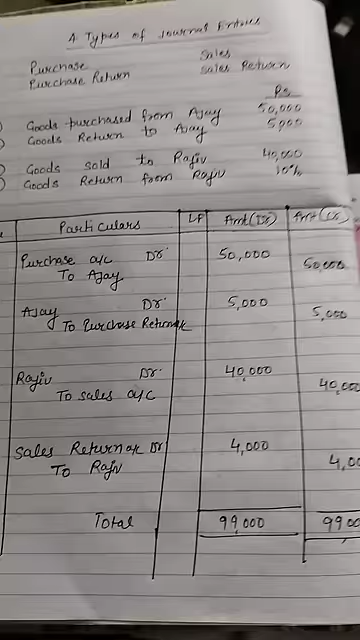 4 Types of Journal Entries
Purchase Sales
Purchase Return Sales Return
Rs.
Goods purchased from Ajay 50,000
Goods Return to Ajay 5,000
Goods sold to Rajiv 40,000
Goods Return from Rajiv 10%
Particulars LF Amt(Dr) Amt(Cr)
Purchase a/c Dr. 50,000
To Ajay 50,000
Ajay Dr. 5,000
To Purchase Return 5,000
Rajiv Dr. 40,000
To sales a/c 40,000
Sales Return a/c Dr 4,000
To Rajiv 4,00
Total 99,000 99,00